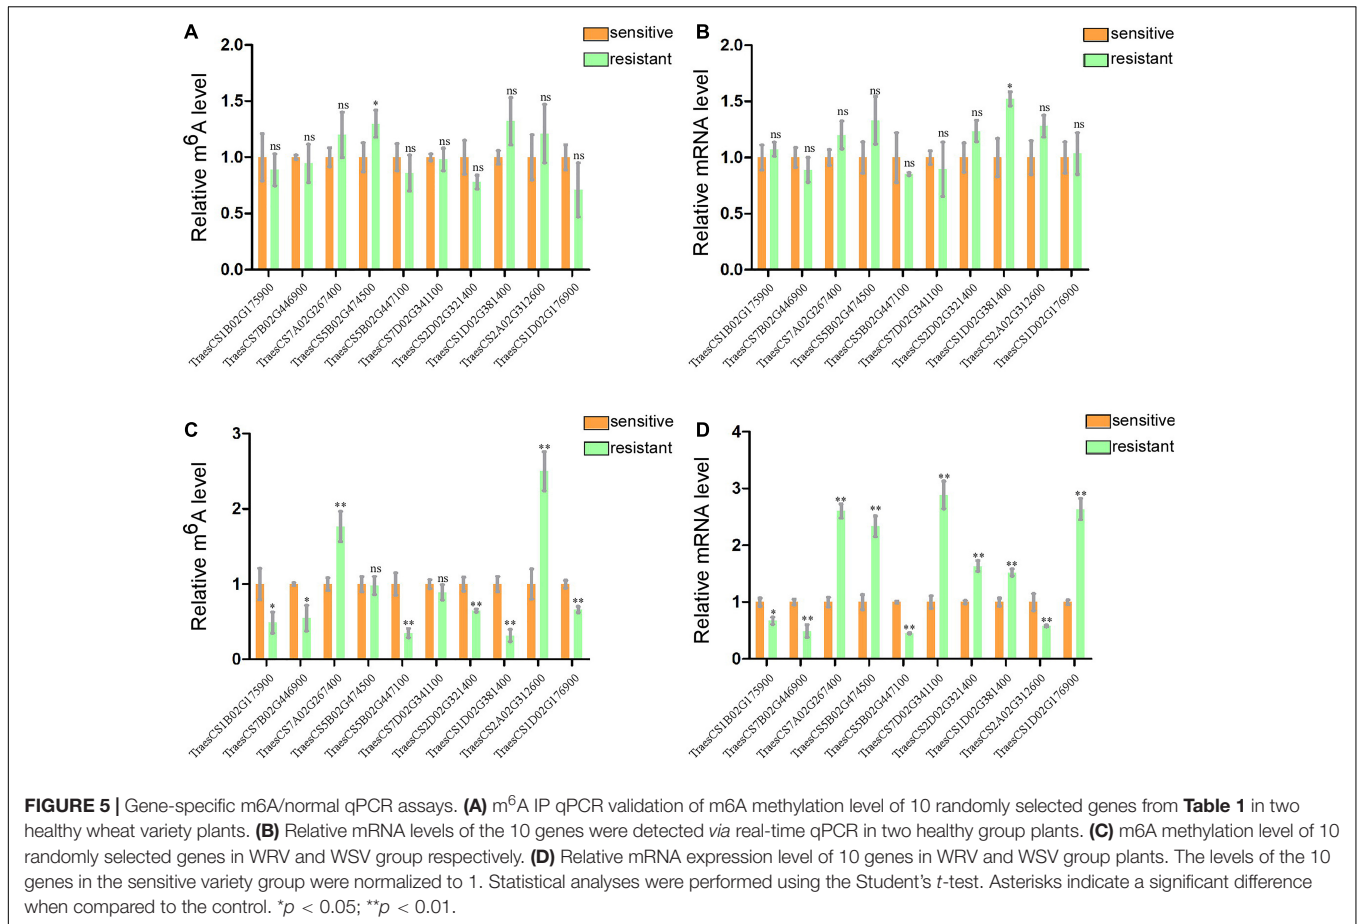 A
sensitive
resistant
Relative m6A level
2.0
1.5
1.0
0.5
0.0
ns
ns
ns
*
ns
ns
ns
ns
ns
ns
TraesCS1B02G175900
TraesCS7B02G446900
TraesCS7A02G267400
TraesCS5B02G474500
TraesCS5B02G447100
TraesCS7D02G341100
TraesCS2D02G321400
TraesCS1D02G381400
TraesCS2A02G312600
TraesCS1D02G176900
B
sensitive
resistant
Relative mRNA level
2.0
1.5
1.0
0.5
0.0
ns
ns
ns
ns
ns
ns
ns
*
ns
ns
TraesCS1B02G175900
TraesCS7B02G446900
TraesCS7A02G267400
TraesCS5B02G474500
TraesCS5B02G447100
TraesCS7D02G341100
TraesCS2D02G321400
TraesCS1D02G381400
TraesCS2A02G312600
TraesCS1D02G176900
C
sensitive
resistant
Relative m6A level
3
2
1
0
*
*
**
ns
**
ns
**
**
**
**
TraesCS1B02G175900
TraesCS7B02G446900
TraesCS7A02G267400
TraesCS5B02G474500
TraesCS5B02G447100
TraesCS7D02G341100
TraesCS2D02G321400
TraesCS1D02G381400
TraesCS2A02G312600
TraesCS1D02G176900
D
sensitive
resistant
Relative mRNA level
4
3
2
1
0
*
**
**
**
**
**
**
**
**
**
TraesCS1B02G175900
TraesCS7B02G446900
TraesCS7A02G267400
TraesCS5B02G474500
TraesCS5B02G447100
TraesCS7D02G341100
TraesCS2D02G321400
TraesCS1D02G381400
TraesCS2A02G312600
TraesCS1D02G176900
FIGURE 5 | Gene-specific m6A/normal qPCR assays. (A) m6A IP qPCR validation of m6A methylation level of 10 randomly selected genes from Table 1 in two
healthy wheat variety plants. (B) Relative mRNA levels of the 10 genes were detected via real-time qPCR in two healthy group plants. (C) m6A methylation level of 10
randomly selected genes in WRV and WSV group respectively. (D) Relative mRNA expression level of 10 genes in WRV and WSV group plants. The levels of the 10
genes in the sensitive variety group were normalized to 1. Statistical analyses were performed using the Student's t-test. Asterisks indicate a significant difference
when compared to the control. *p < 0.05; **p < 0.01.